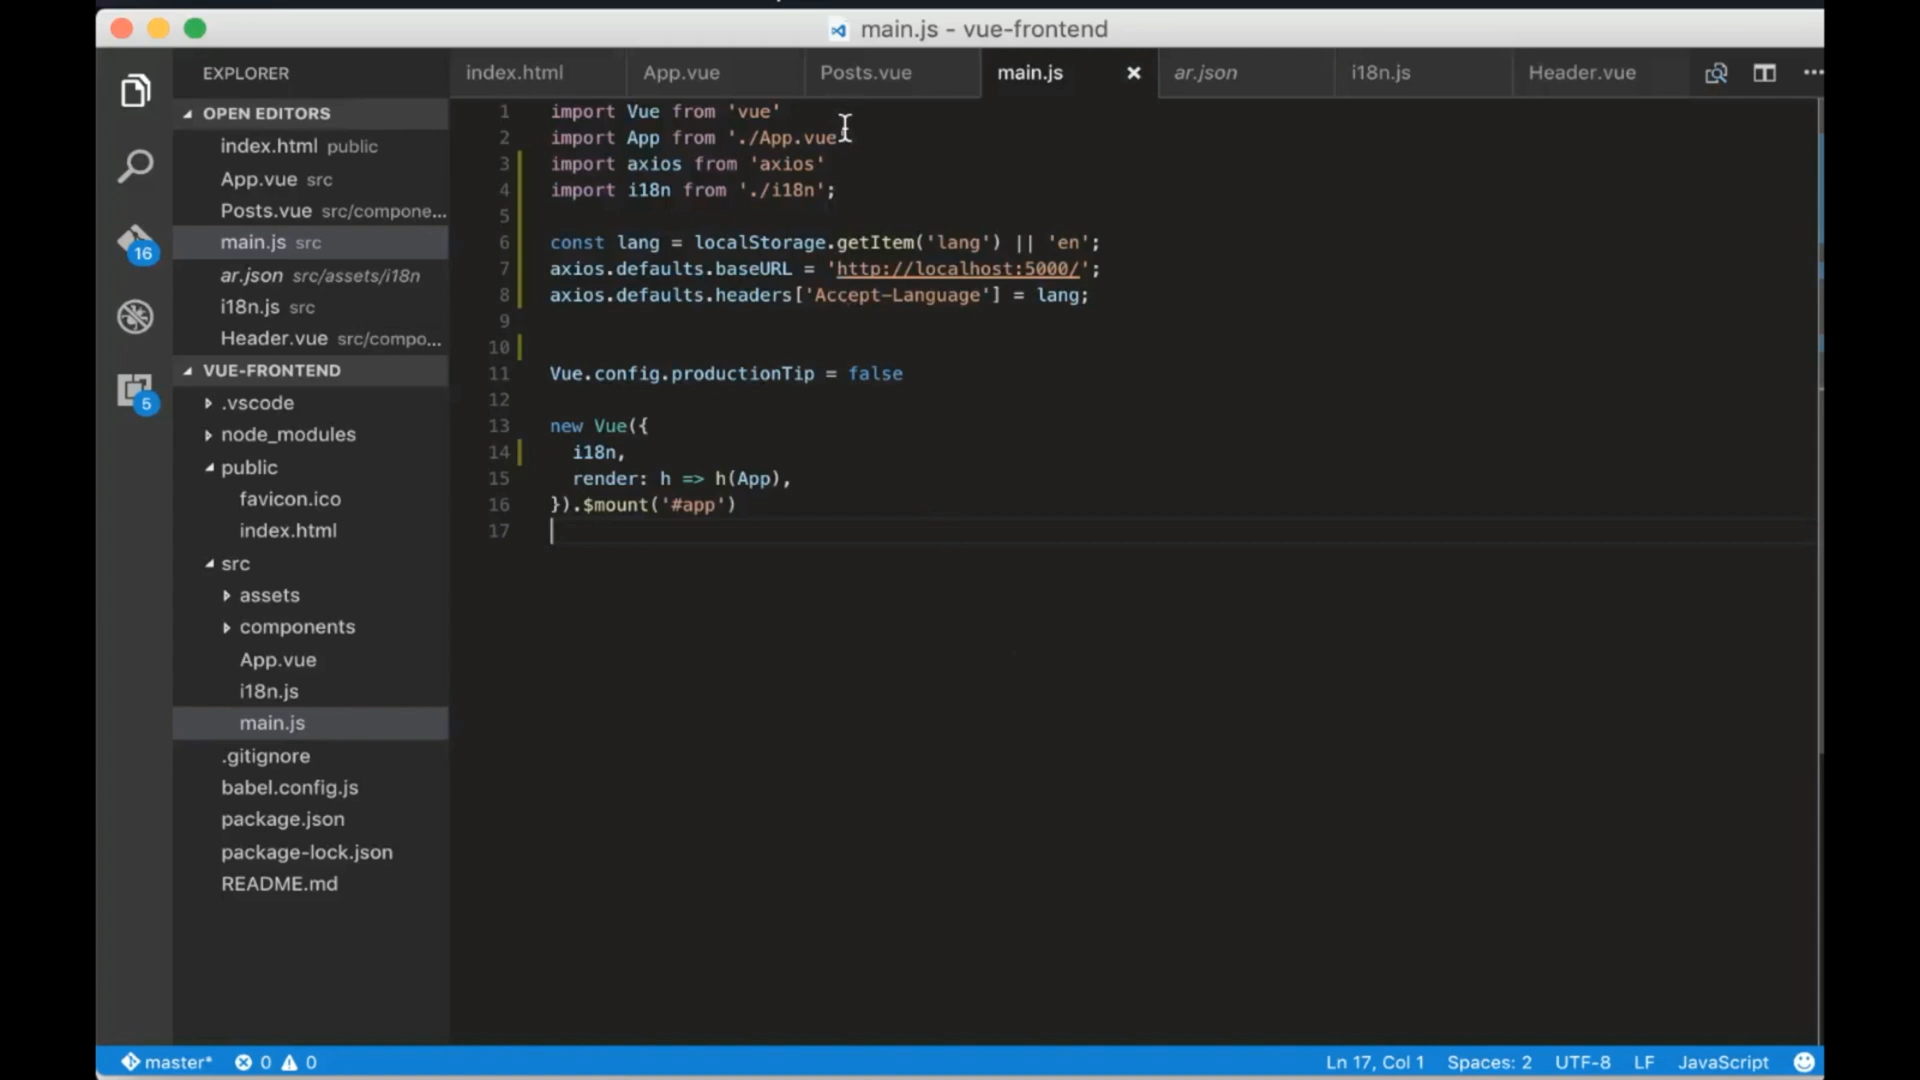 main.js - vue-frontend
EXPLORER
index.html
App.vue
Posts.vue
main.js
ar.json
i18n.js
Header.vue
OPEN EDITORS
index.html public
App.vue src
Posts.vue src/compone...
main.js src
ar.json src/assets/i18n
i18n.js src
Header.vue src/compo...
VUE-FRONTEND
.vscode
node_modules
public
favicon.ico
index.html
src
assets
components
App.vue
i18n.js
main.js
.gitignore
babel.config.js
package.json
package-lock.json
README.md
16
5
1 import Vue from 'vue'
2 import App from './App.vue
3 import axios from 'axios'
4 import i18n from './i18n';
5
6 const lang = localStorage.getItem('lang') || 'en';
7 axios.defaults.baseURL = 'http://localhost:5000/';
8 axios.defaults.headers['Accept-Language'] = lang;
9
10
11 Vue.config.productionTip = false
12
13 new Vue({
14 i18n,
15 render: h => h(App),
16 }).$mount('#app')
17
master* 0 0 Ln 17, Col 1 Spaces: 2 UTF-8 LF JavaScript